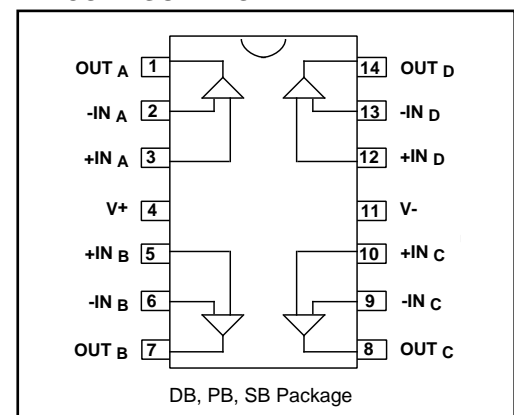 OUT A 1 14 OUT D
-IN A 2 13 -IN D
+IN A 3 12 +IN D
V+ 4 11 V-
+IN B 5 10 +IN C
-IN B 6 9 -IN C
OUT B 7 8 OUT C
DB, PB, SB Package